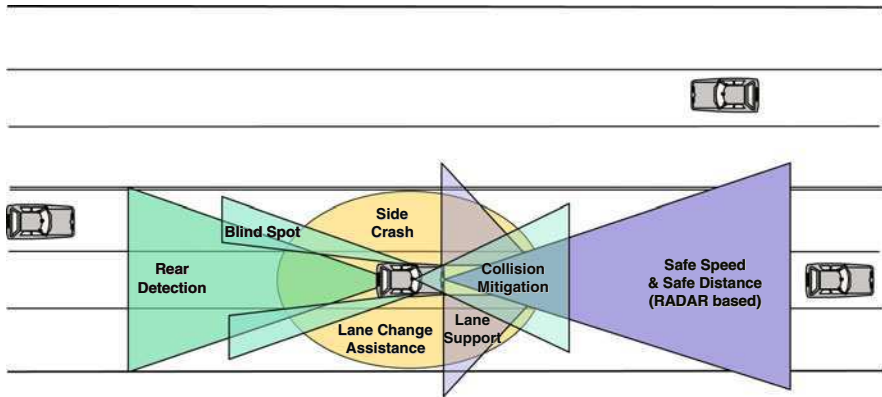 Blind Spot
Side
Crash
Rear
Detection
Collision
Mitigation
Safe Speed
& Safe Distance
(RADAR based)
Lane Change
Assistance
Lane
Support